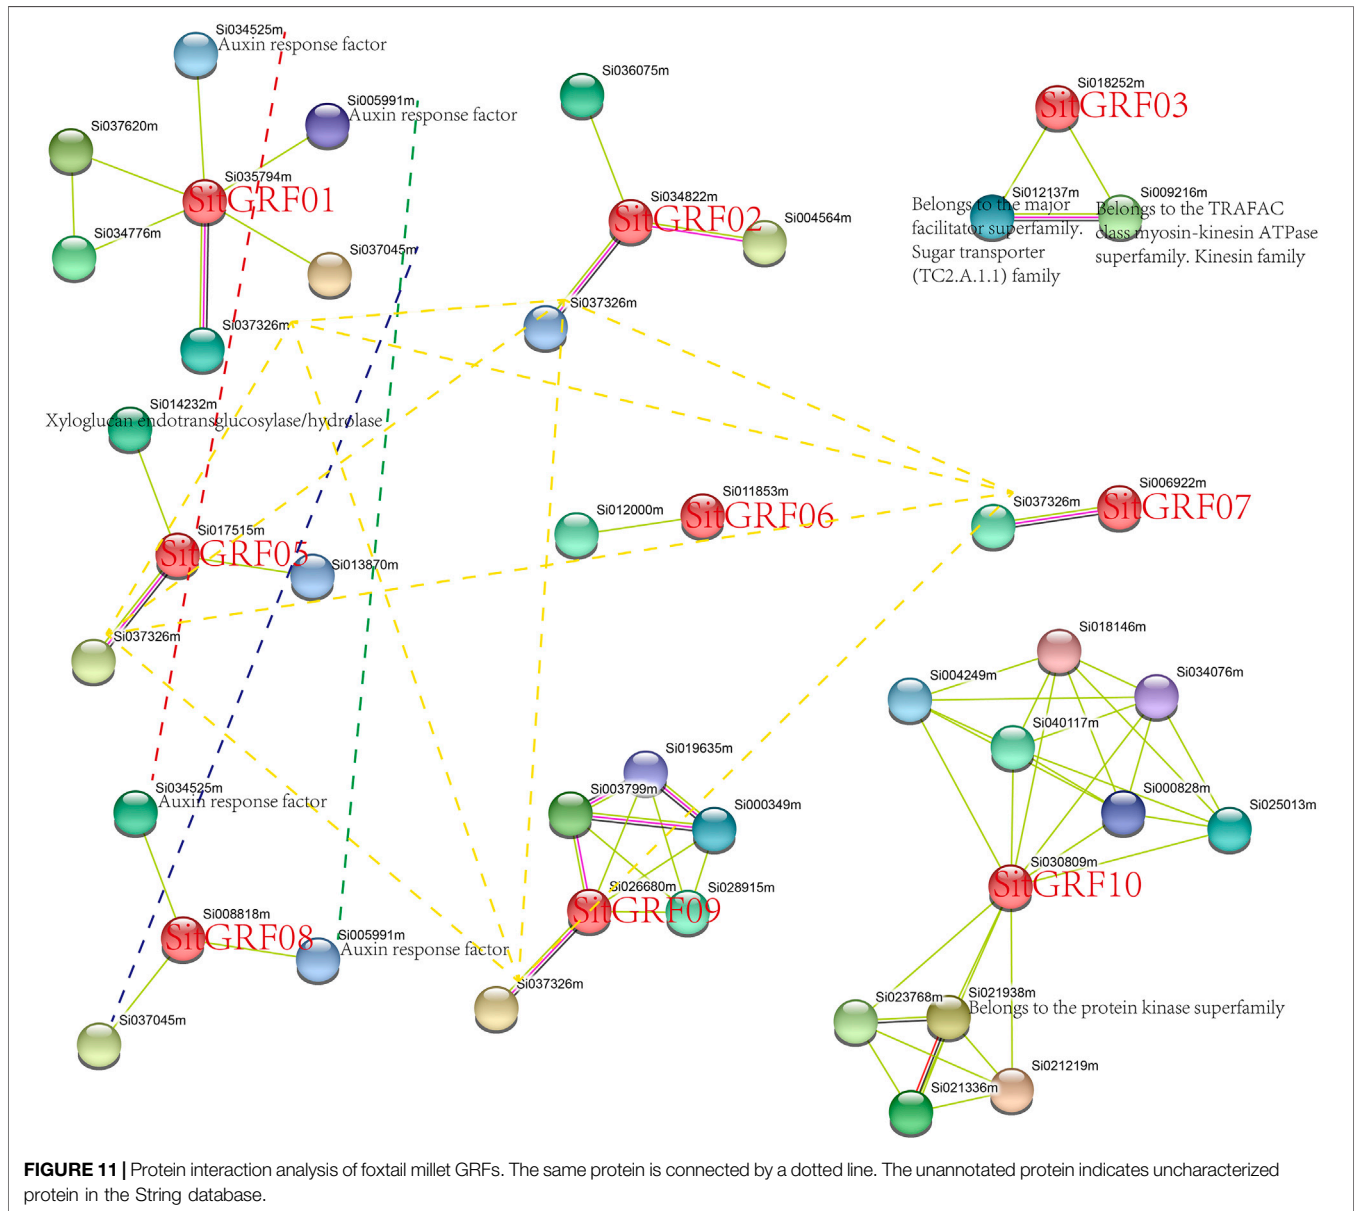 Si034525m
Auxin response factor
Si005991m
Auxin response factor
Si037620m
Si035794m
SitGRF01
Si034776m
Si037045m
Si037326m
Si036075m
Si034822m
SitGRF02
Si004564m
Si037326m
Si018252m
SitGRF03
Si012137m
Belongs to the major
facilitator superfamily.
Sugar transporter
(TC2.A.1.1) family
Si009216m
Belongs to the TRAFAC
class myosin-kinesin ATPase
superfamily. Kinesin family
Si014232m
Xyloglucan endotransglucosylase/hydrolase
Si017515m
SitGRF05
Si013870m
Si037326m
Si012000m
Si011853m
SitGRF06
Si037326m
Si006922m
SitGRF07
Si034525m
Auxin response factor
Si008818m
SitGRF08
Si005991m
Auxin response factor
Si037045m
Si019635m
Si003799m
Si000349m
Si026680m
SitGRF09
Si028915m
Si037326m
Si018146m
Si004249m
Si034076m
Si040117m
Si000828m
Si025013m
Si030809m
SitGRF10
Si023768m
Si021938m
Belongs to the protein kinase superfamily
Si021219m
Si021336m
FIGURE 11 | Protein interaction analysis of foxtail millet GRFs. The same protein is connected by a dotted line. The unannotated protein indicates uncharacterized
protein in the String database.